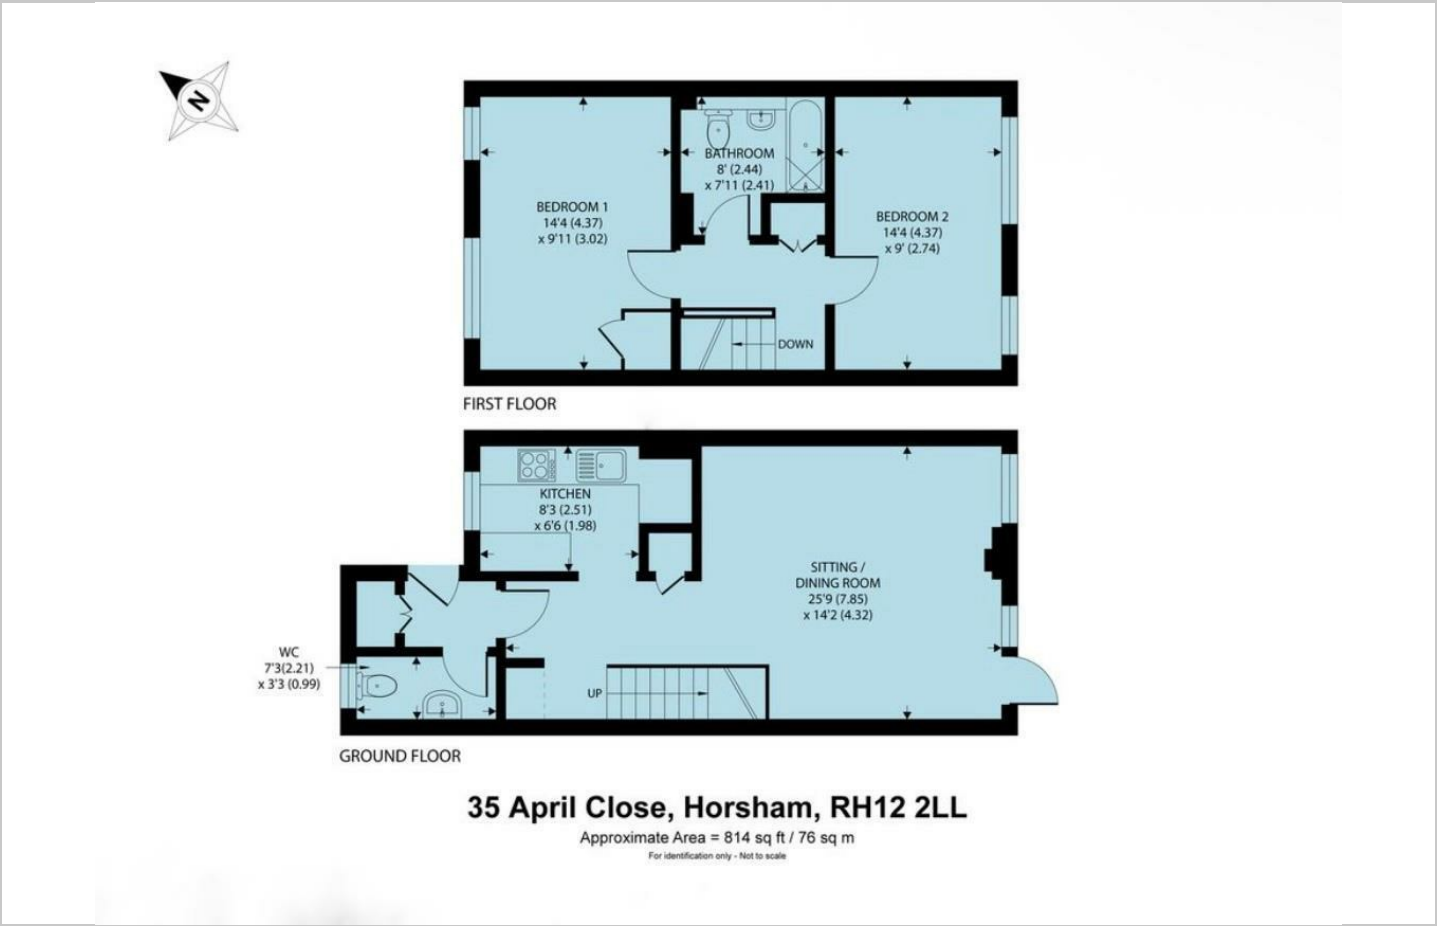 N
BATHROOM
8' (2.44)
x 7'11 (2.41)
BEDROOM 1
14'4 (4.37)
x 9'11 (3.02)
BEDROOM 2
14'4 (4.37)
x 9' (2.74)
DOWN
FIRST FLOOR
KITCHEN
8'3 (2.51)
x 6'6 (1.98)
SITTING /
DINING ROOM
25'9 (7.85)
x 14'2 (4.32)
WC
7'3(2.21)
x 3'3 (0.99)
UP
GROUND FLOOR
35 April Close, Horsham, RH12 2LL
Approximate Area = 814 sq ft / 76 sq m
For identification only - Not to scale